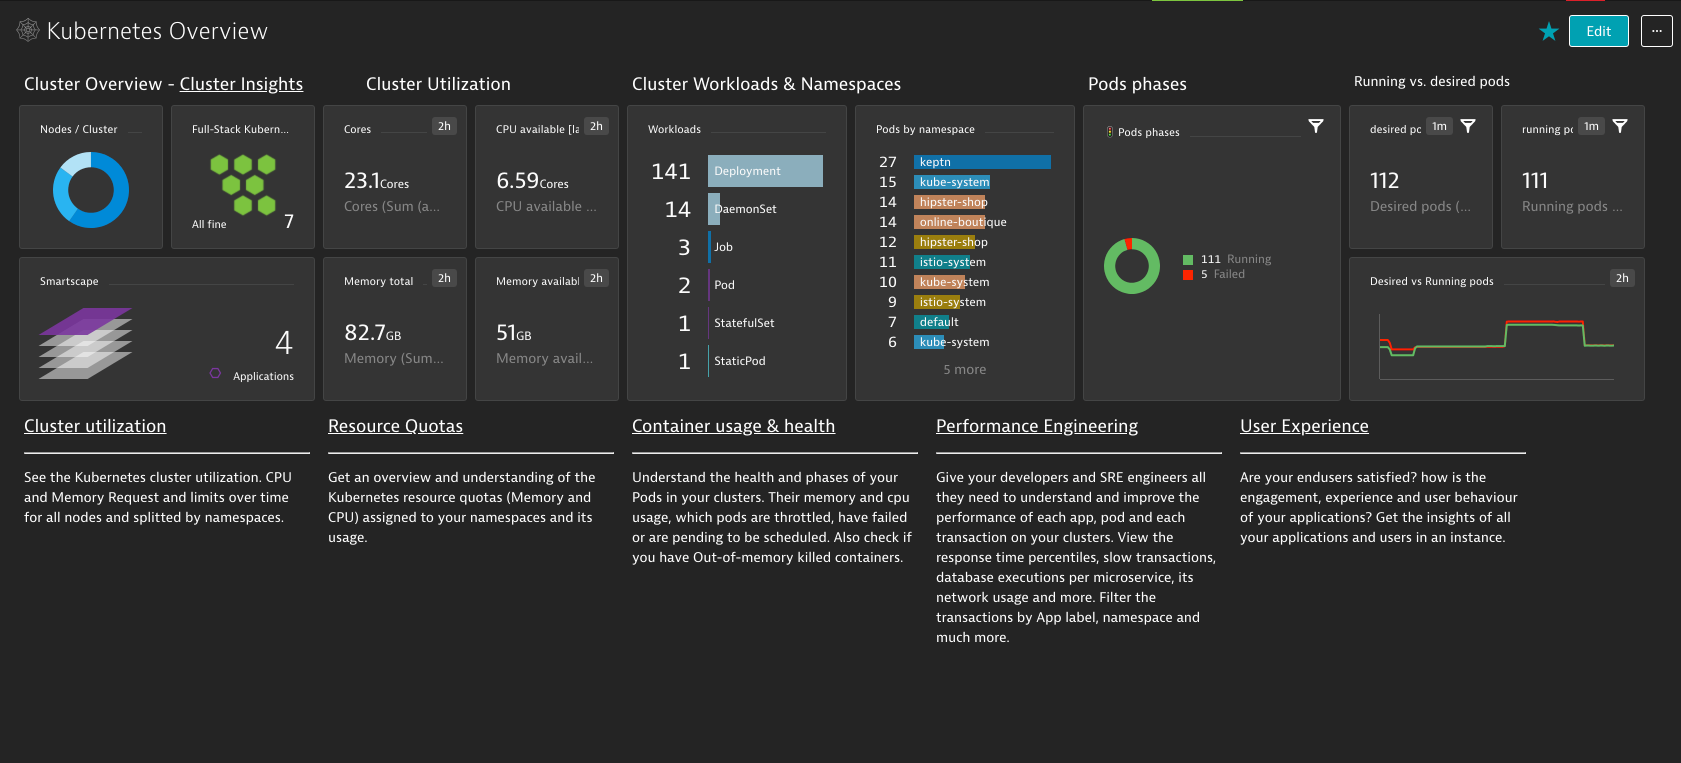 Kubernetes Overview
Edit
...
Cluster Overview - Cluster Insights
Cluster Utilization
Cluster Workloads & Namespaces
Pods phases
Running vs. desired pods
Nodes / Cluster
Full-Stack Kubern...
All fine
7
Smartscape
4
Applications
Cores
2h
23.1Cores
Cores (Sum (a...
CPU available [la
2h
6.59Cores
CPU available ...
Memory total
2h
82.7GB
Memory (Sum...
Memory availabl
2h
51GB
Memory avail...
Workloads
141 Deployment
14 DaemonSet
3 Job
2 Pod
1 StatefulSet
1 StaticPod
Pods by namespace
27 keptn
15 kube-system
14 hipster-shop
14 online-boutique
12 hipster-shop
11 istio-system
10 kube-system
9 istio-system
7 default
6 kube-system
5 more
Pods phases
111 Running
5 Failed
desired pc
1m
112
Desired pods (...
running pc
1m
111
Running pods ...
Desired vs Running pods
2h
Cluster utilization
See the Kubernetes cluster utilization. CPU
and Memory Request and limits over time
for all nodes and splitted by namespaces.
Resource Quotas
Get an overview and understanding of the
Kubernetes resource quotas (Memory and
CPU) assigned to your namespaces and its
usage.
Container usage & health
Understand the health and phases of your
Pods in your clusters. Their memory and cpu
usage, which pods are throttled, have failed
or are pending to be scheduled. Also check if
you have Out-of-memory killed containers.
Performance Engineering
Give your developers and SRE engineers all
they need to understand and improve the
performance of each app, pod and each
transaction on your clusters. View the
response time percentiles, slow transactions,
database executions per microservice, its
network usage and more. Filter the
transactions by App label, namespace and
much more.
User Experience
Are your endusers satisfied? how is the
engagement, experience and user behaviour
of your applications? Get the insights of all
your applications and users in an instance.